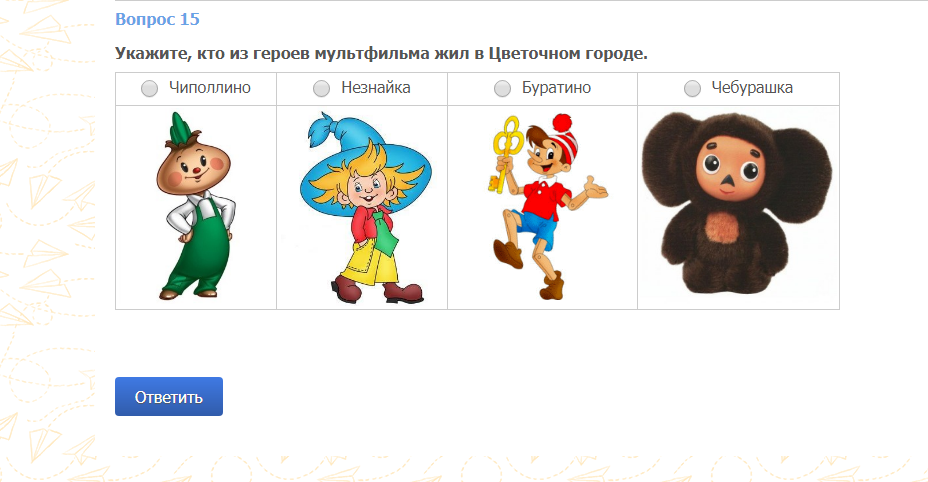 Вопрос 15
Укажите, кто из героев мультфильма жил в Цветочном городе.
Чиполлино Незнайка Буратино Чебурашка
Ответить